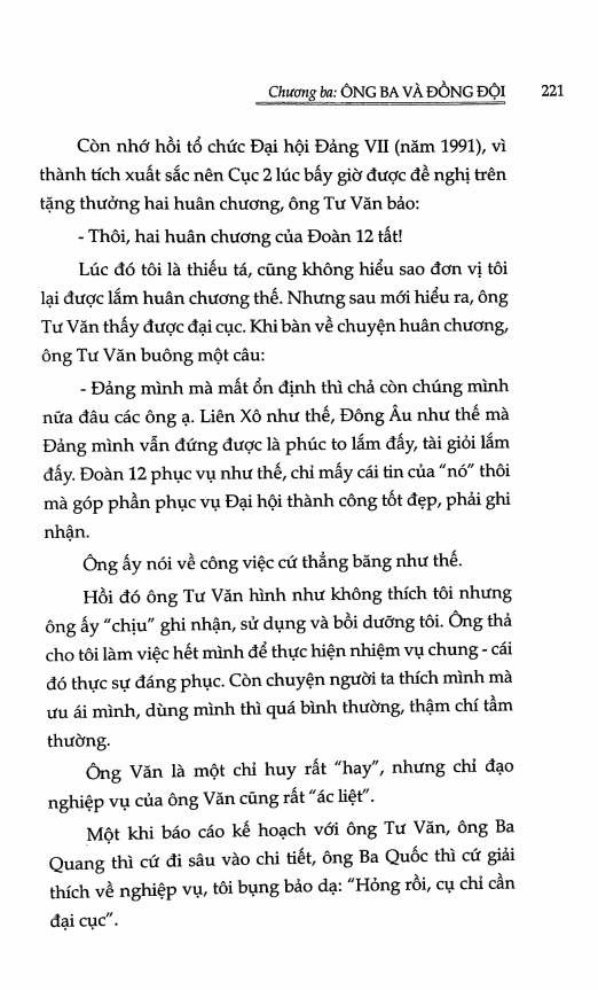 Chương ba: ÔNG BA VÀ ĐỒNG ĐỘI 221
Còn nhớ hồi tổ chức Đại hội Đảng VII (năm 1991), vì
thành tích xuất sắc nên Cục 2 lúc bấy giờ được đề nghị trên
tặng thưởng hai huân chương, ông Tư Văn bảo:
- Thôi, hai huân chương của Đoàn 12 tất!
Lúc đó tôi là thiếu tá, cũng không hiểu sao đơn vị tôi
lại được lắm huân chương thế. Nhưng sau mới hiểu ra, ông
Tư Văn thấy được đại cục. Khi bàn về chuyện huân chương,
ông Tư Văn buông một câu:
- Đảng mình mà mất ổn định thì chả còn chúng mình
nữa đâu các ông ạ. Liên Xô như thế, Đông Âu như thế mà
Đảng mình vẫn đứng được là phúc to lắm đấy, tài giỏi lắm
đấy. Đoàn 12 phục vụ như thế, chỉ mấy cái tin của "nó" thôi
mà góp phần phục vụ Đại hội thành công tốt đẹp, phải ghi
nhận.
Ông ấy nói về công việc cứ thẳng băng như thế.
Hồi đó ông Tư Văn hình như không thích tôi nhưng
ông ấy "chịu" ghi nhận, sử dụng và bồi dưỡng tôi. Ông thả
cho tôi làm việc hết mình để thực hiện nhiệm vụ chung - cái
đó thực sự đáng phục. Còn chuyện người ta thích mình mà
ưu ái mình, dùng mình thì quá bình thường, thậm chí tầm
thường.
Ông Văn là một chỉ huy rất "hay", nhưng chỉ đạo
nghiệp vụ của ông Văn cũng rất "ác liệt".
Một khi báo cáo kế hoạch với ông Tư Văn, ông Ba
Quang thì cứ đi sâu vào chi tiết, ông Ba Quốc thì cứ giải
thích về nghiệp vụ, tôi bụng bảo dạ: "Hỏng rồi, cụ chỉ cần
đại cục".